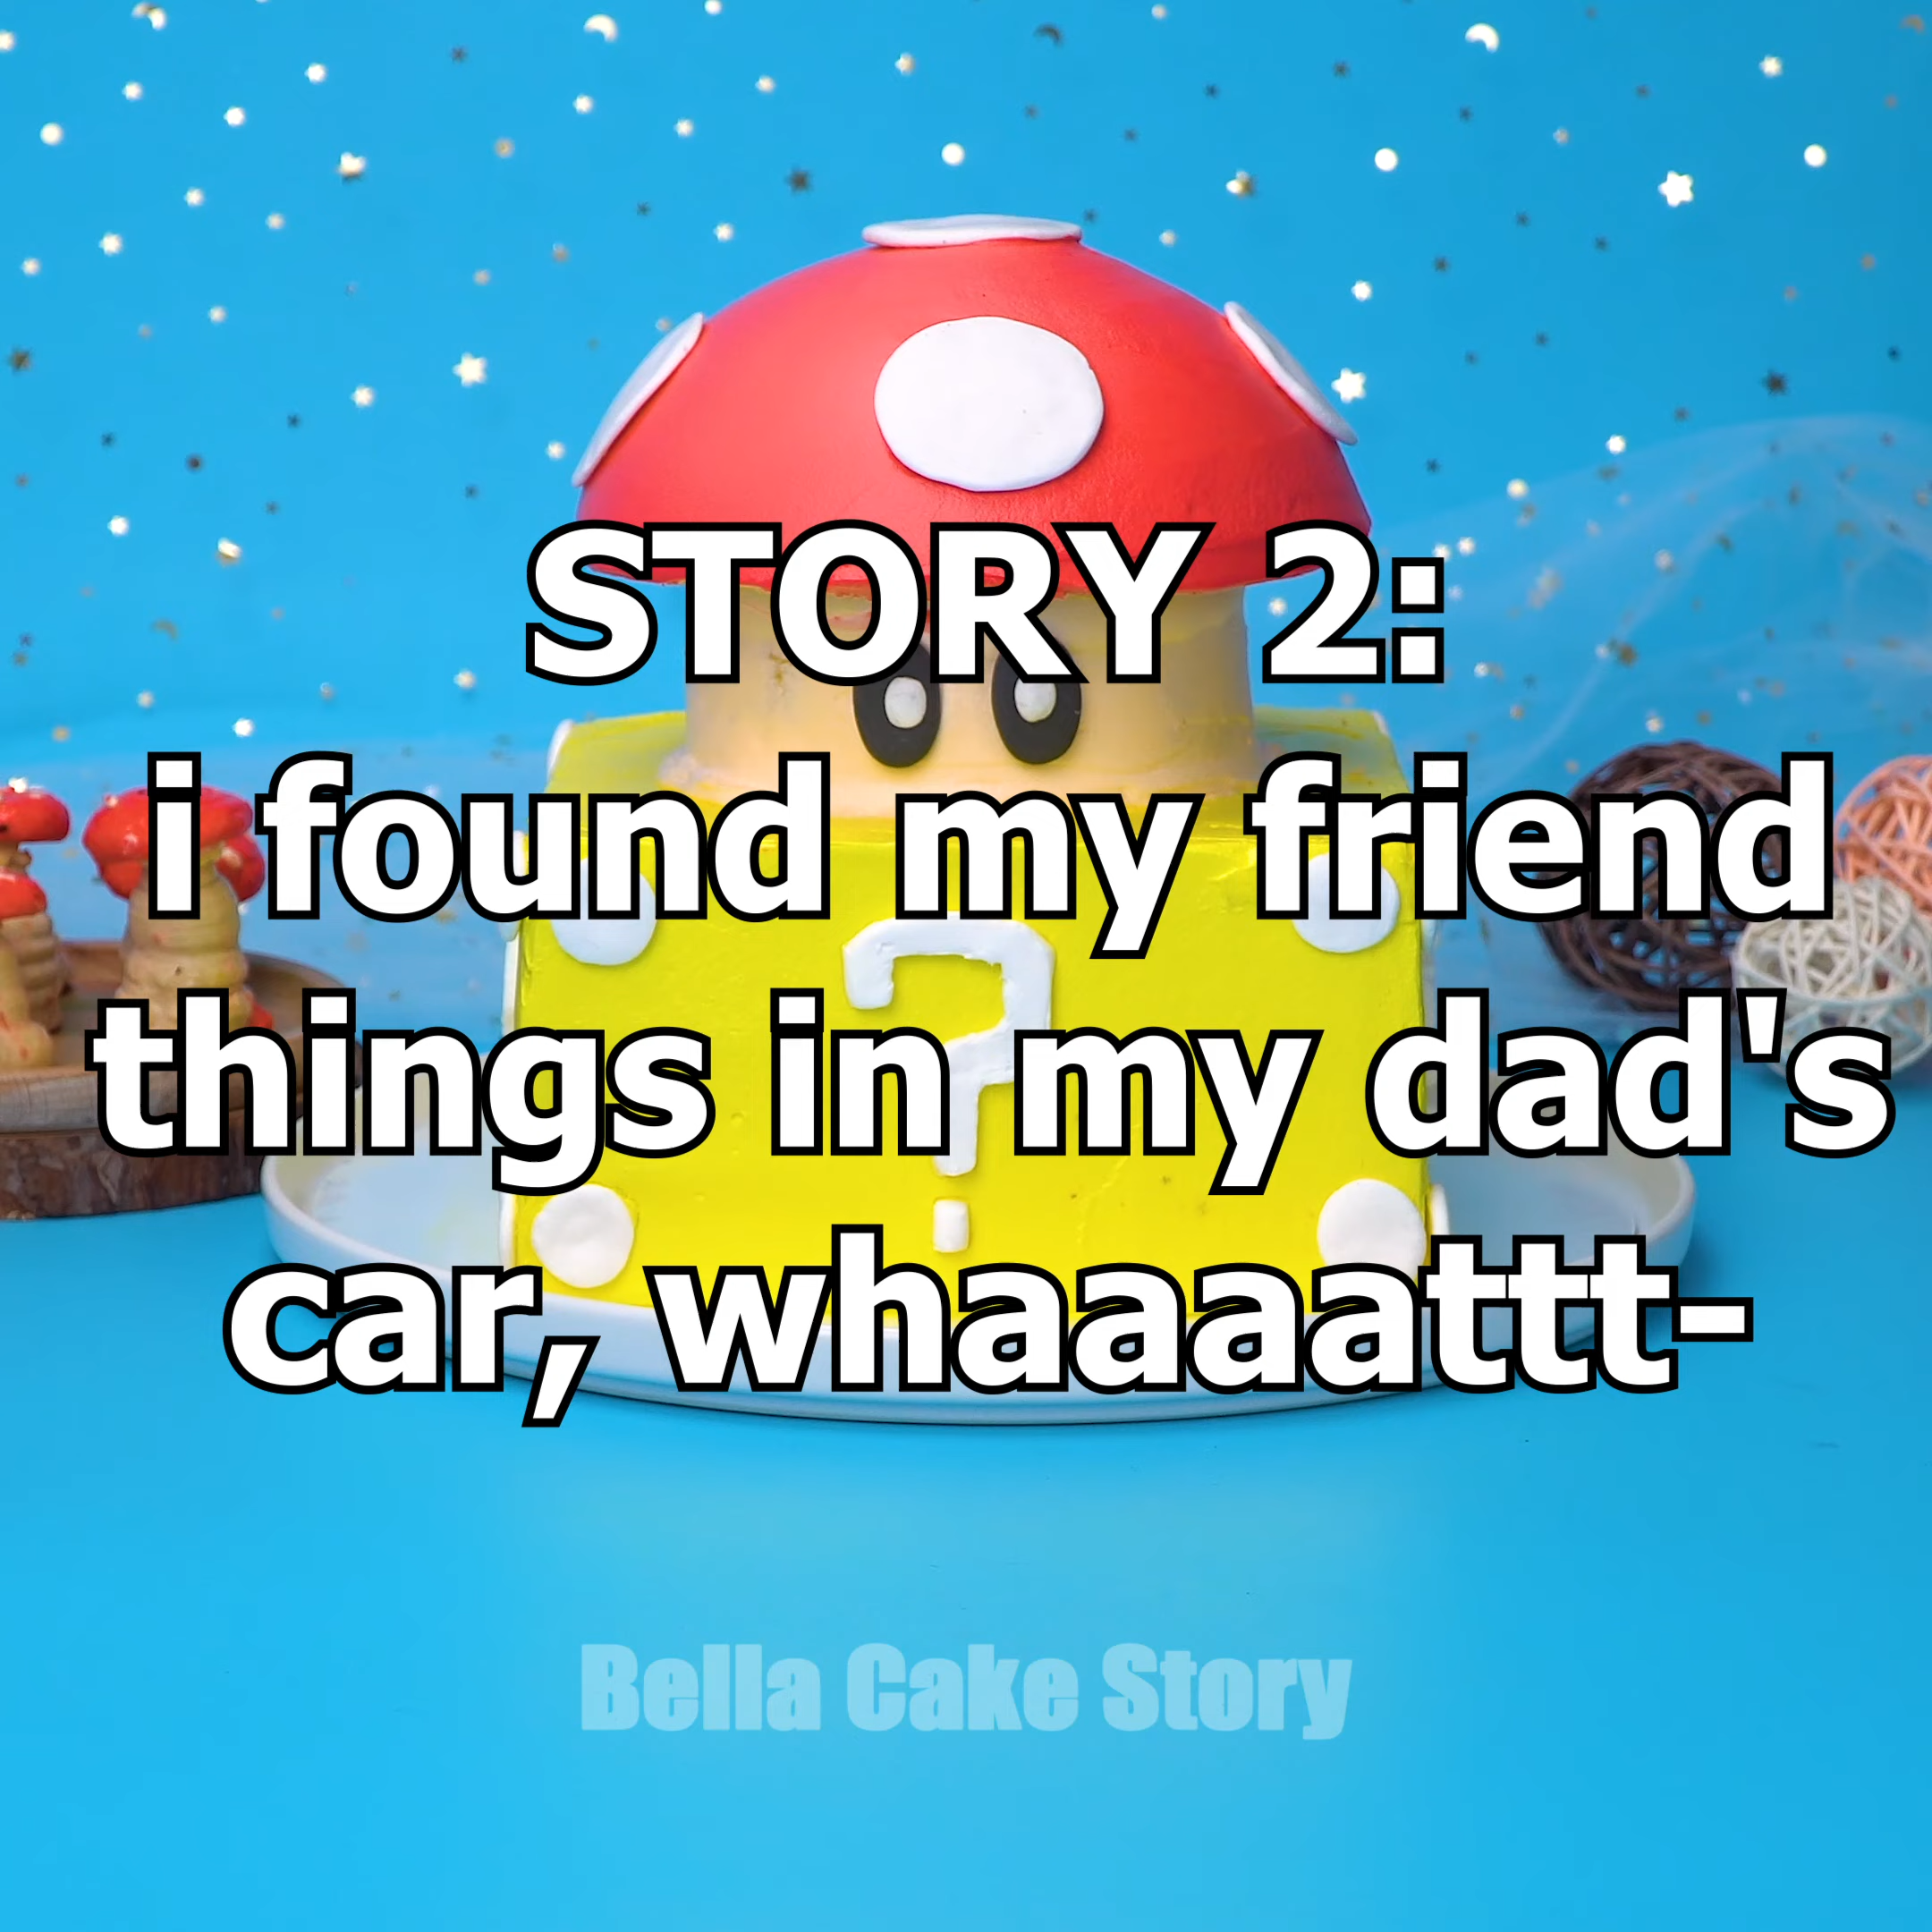 STORY 2:
i found my friend
things in my dad's
car, whaaaattt-
?
Bella Cake Story